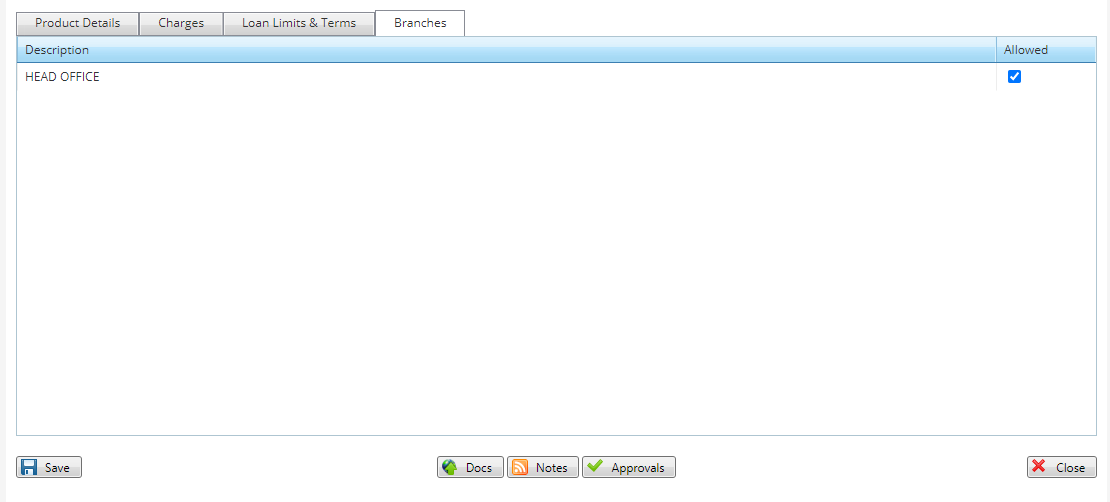 Product Details Charges Loan Limits & Terms Branches
Description Allowed
HEAD OFFICE
Save Docs Notes Approvals Close